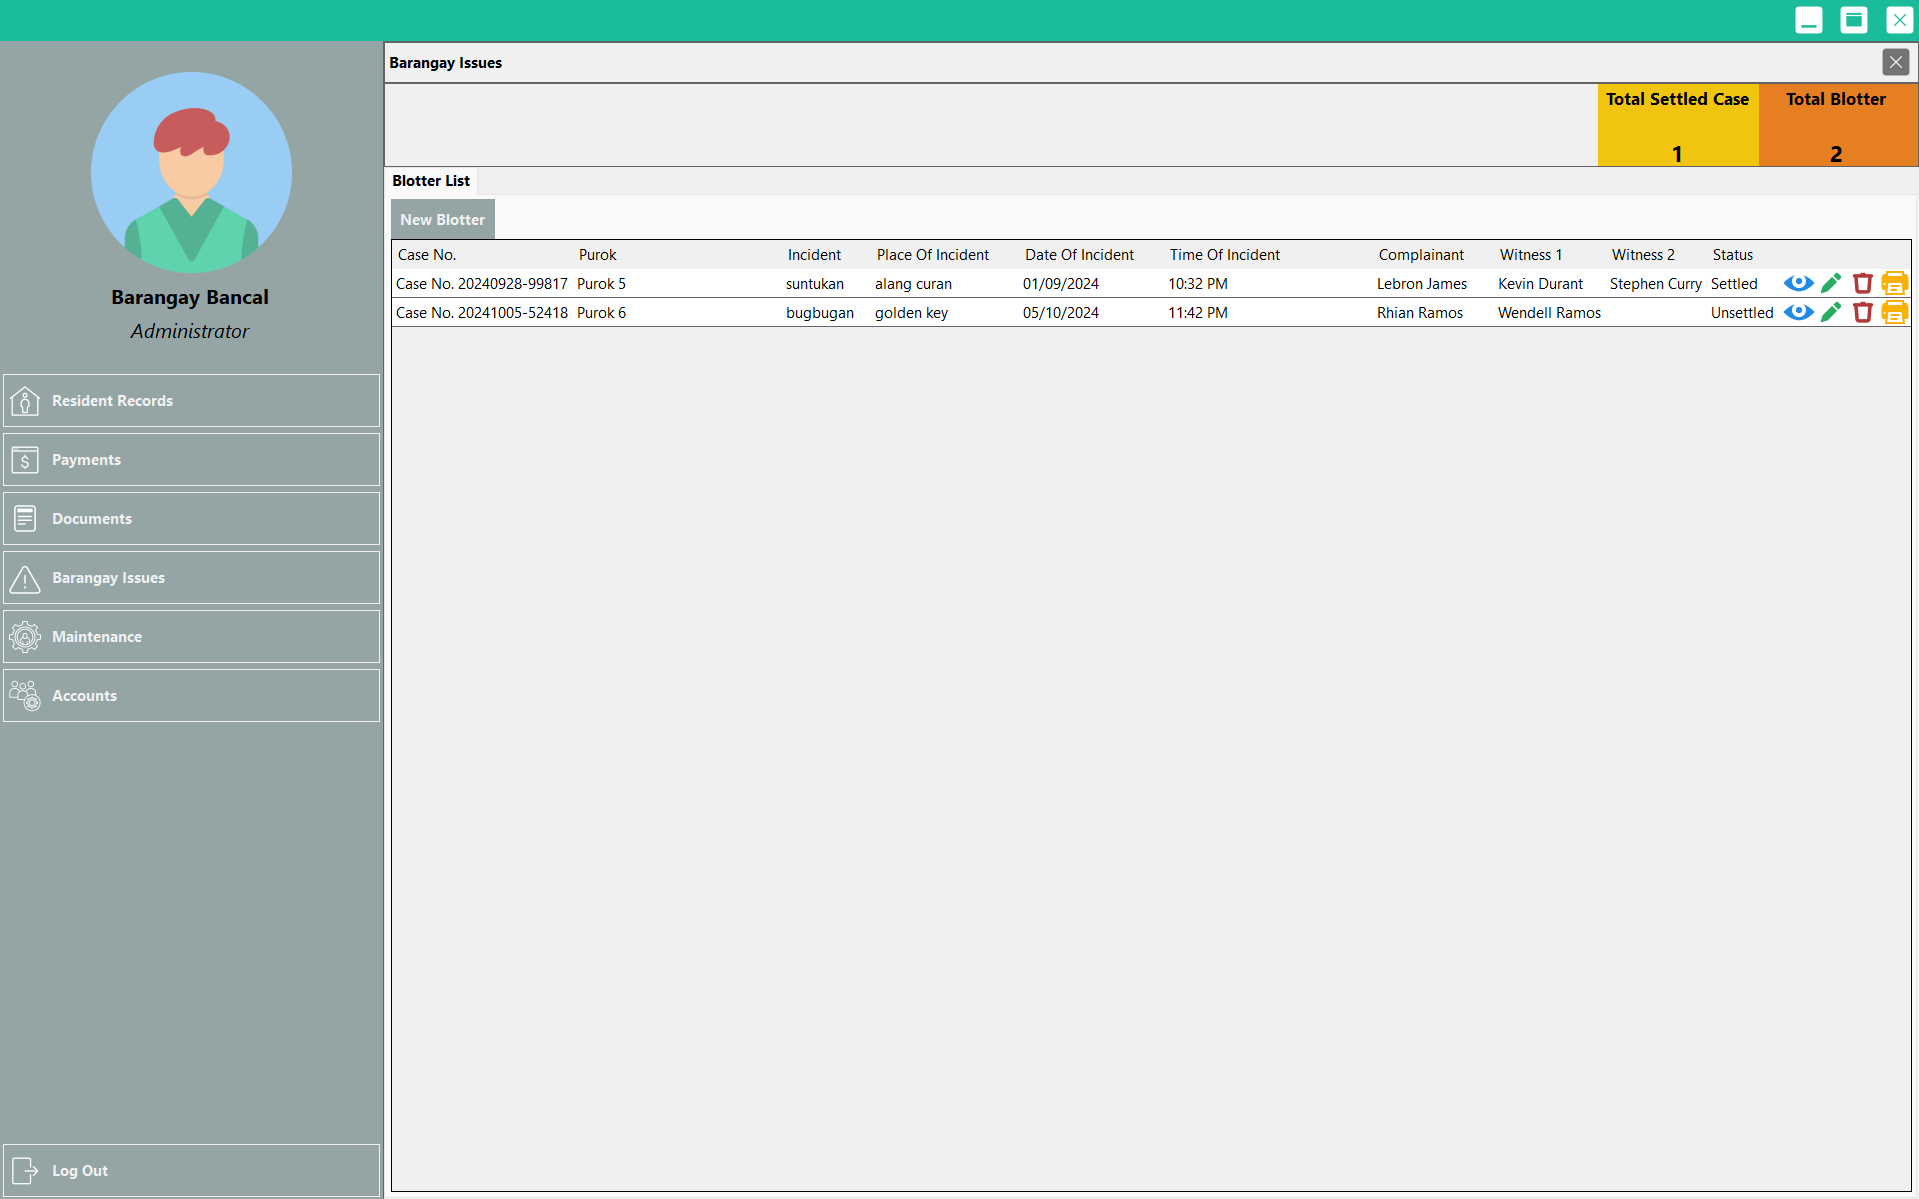 Barangay Issues
Total Settled Case
1
Total Blotter
2
Barangay Bancal
Administrator
Resident Records
Payments
Documents
Barangay Issues
Maintenance
Accounts
Log Out
Blotter List
New Blotter
Case No. Purok Incident Place Of Incident Date Of Incident Time Of Incident Complainant Witness 1 Witness 2 Status
Case No. 20240928-99817 Purok 5 suntukan alang curan 01/09/2024 10:32 PM Lebron James Kevin Durant Stephen Curry Settled
Case No. 20241005-52418 Purok 6 bugbugan golden key 05/10/2024 11:42 PM Rhian Ramos Wendell Ramos Unsettled